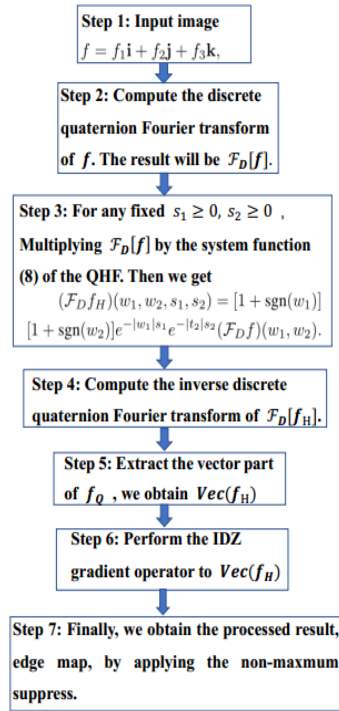 Step 1: Input image
f = f₁i + f₂j + f₃k,
Step 2: Compute the discrete
quaternion Fourier transform
of f. The result will be ℱ_D[f].
Step 3: For any fixed s₁ ≥ 0, s₂ ≥ 0 ,
Multiplying ℱ_D[f] by the system function
(8) of the QHF. Then we get
(ℱ_D f_H)(w₁, w₂, s₁, s₂) = [1 + sgn(w₁)]
[1 + sgn(w₂)]e^{−|w₁|s₁}e^{−|t₂|s₂}(ℱ_D f)(w₁, w₂).
Step 4: Compute the inverse discrete
quaternion Fourier transform of ℱ_D[f_H].
Step 5: Extract the vector part
of f_Q , we obtain Vec(f_H)
Step 6: Perform the IDZ
gradient operator to Vec(f_H)
Step 7: Finally, we obtain the processed result,
edge map, by applying the non-maxmum
suppress.